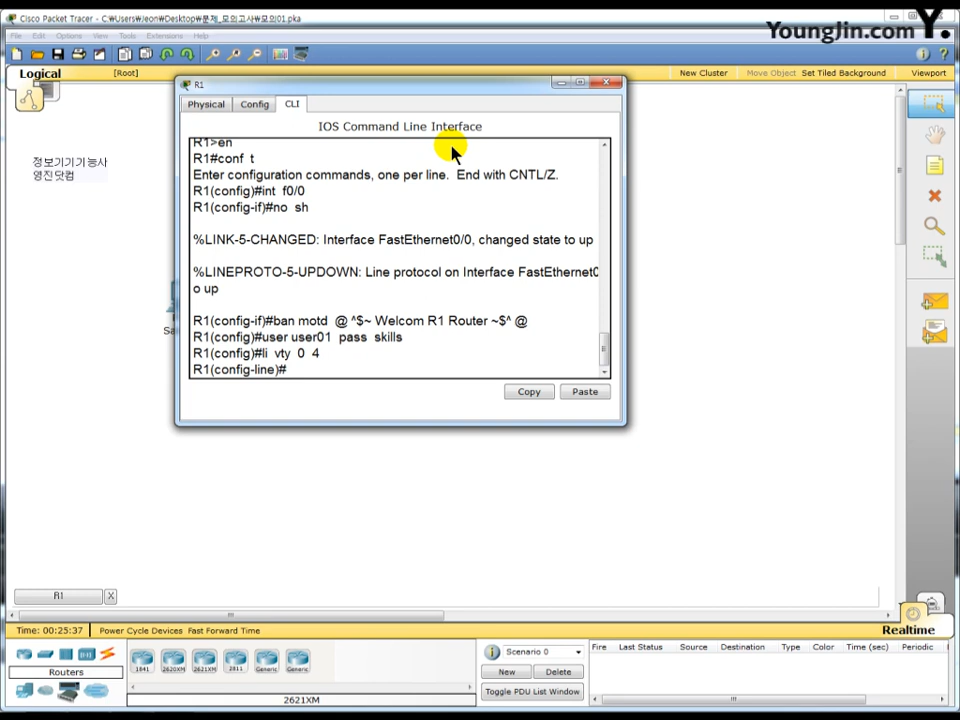 Cisco Packet Tracer - C:\Users\Jeon\Desktop\문제_모의고사\모의01.pka
YoungJin.com Y.
File Edit Options View Tools Extensions Help
Logical
[Root]
New Cluster
Move Object
Set Tiled Background
Viewport
R1
Physical
Config
CLI
IOS Command Line Interface
R1>en
R1#conf t
Enter configuration commands, one per line. End with CNTL/Z.
R1(config)#int f0/0
R1(config-if)#no sh
%LINK-5-CHANGED: Interface FastEthernet0/0, changed state to up
%LINEPROTO-5-UPDOWN: Line protocol on Interface FastEthernet0
o up
R1(config-if)#ban motd @ ^$~ Welcom R1 Router ~$^ @
R1(config)#user user01 pass skills
R1(config)#li vty 0 4
R1(config-line)#
Copy
Paste
정보기기기능사
영진닷컴
R1
X
Time: 00:25:37
Power Cycle Devices Fast Forward Time
Realtime
Routers
1841
2620XM
2621XM
2811
Generic
Generic
2621XM
Scenario 0
New
Delete
Toggle PDU List Window
Fire
Last Status
Source
Destination
Type
Color
Time (sec)
Periodic